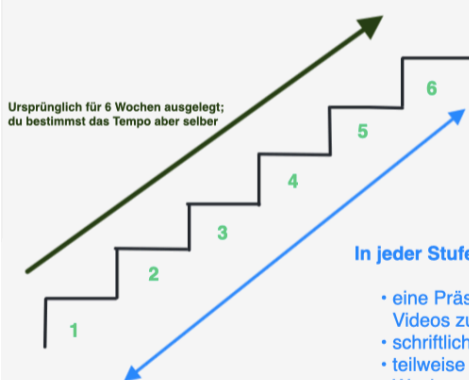 Ursprünglich für 6 Wochen ausgelegt;
du bestimmst das Tempo aber selber
6
5
4
3
2
1
In jeder Stufe
• eine Präs
Videos zu
• schriftlich
• teilweise